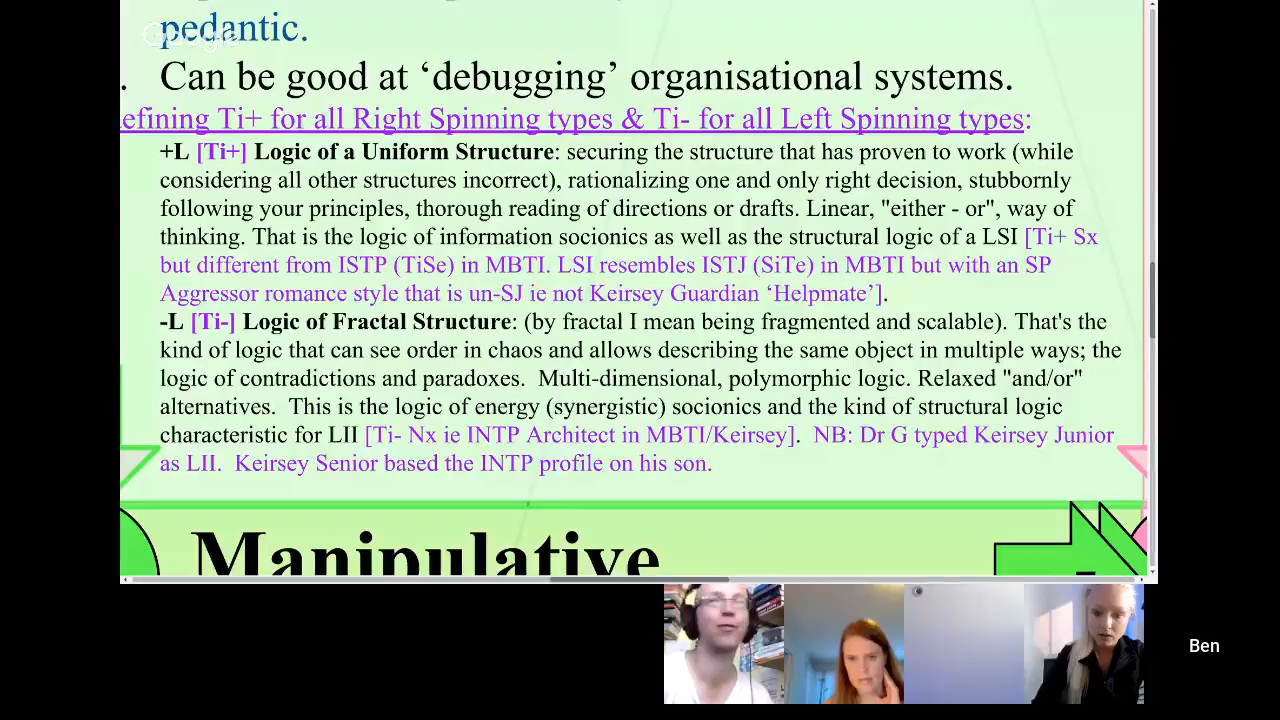 Google
pedantic.
. Can be good at ‘debugging’ organisational systems.
efining Ti+ for all Right Spinning types & Ti- for all Left Spinning types:
+L [Ti+] Logic of a Uniform Structure: securing the structure that has proven to work (while
considering all other structures incorrect), rationalizing one and only right decision, stubbornly
following your principles, thorough reading of directions or drafts. Linear, "either - or", way of
thinking. That is the logic of information socionics as well as the structural logic of a LSI [Ti+ Sx
but different from ISTP (TiSe) in MBTI. LSI resembles ISTJ (SiTe) in MBTI but with an SP
Aggressor romance style that is un-SJ ie not Keirsey Guardian ‘Helpmate’].
-L [Ti-] Logic of Fractal Structure: (by fractal I mean being fragmented and scalable). That's the
kind of logic that can see order in chaos and allows describing the same object in multiple ways; the
logic of contradictions and paradoxes.  Multi-dimensional, polymorphic logic. Relaxed "and/or"
alternatives.  This is the logic of energy (synergistic) socionics and the kind of structural logic
characteristic for LII [Ti- Nx ie INTP Architect in MBTI/Keirsey].  NB: Dr G typed Keirsey Junior
as LII.  Keirsey Senior based the INTP profile on his son.
Manipulative
Ben